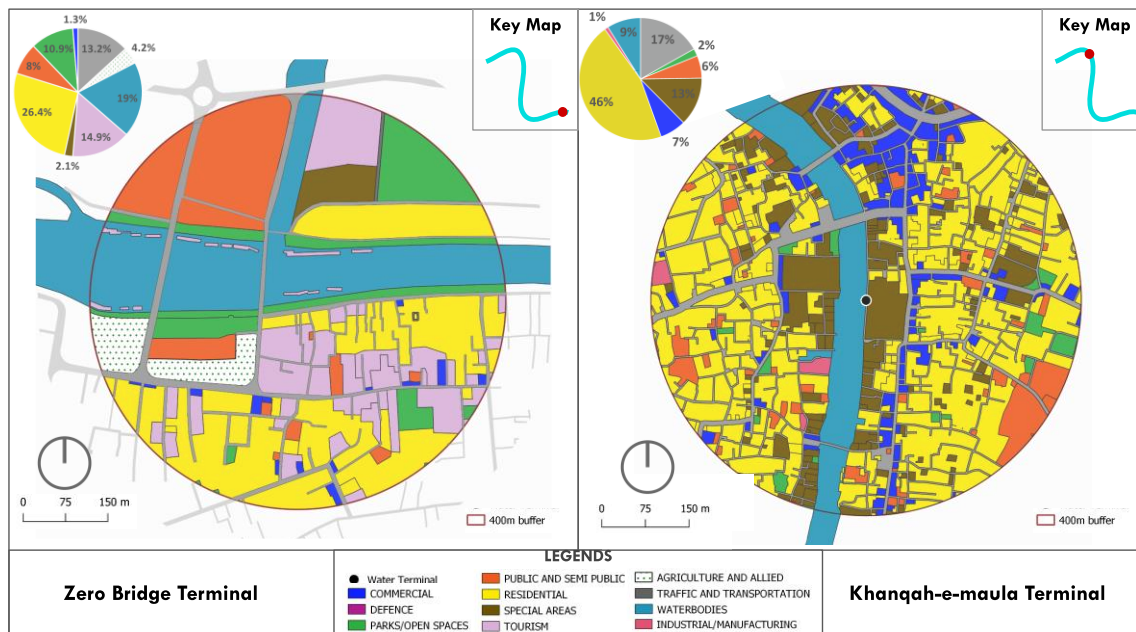 1.3%
13.2%
4.2%
10.9%
8%
19%
26.4%
14.9%
2.1%
Key Map
0 75 150 m
400m buffer
1%
9%
17%
2%
6%
46%
13%
7%
Key Map
0 75 150 m
400m buffer
Zero Bridge Terminal
LEGENDS
Water Terminal
COMMERCIAL
DEFENCE
PARKS/OPEN SPACES
PUBLIC AND SEMI PUBLIC
RESIDENTIAL
SPECIAL AREAS
TOURISM
AGRICULTURE AND ALLIED
TRAFFIC AND TRANSPORTATION
WATERBODIES
INDUSTRIAL/MANUFACTURING
Khanqah-e-maula Terminal